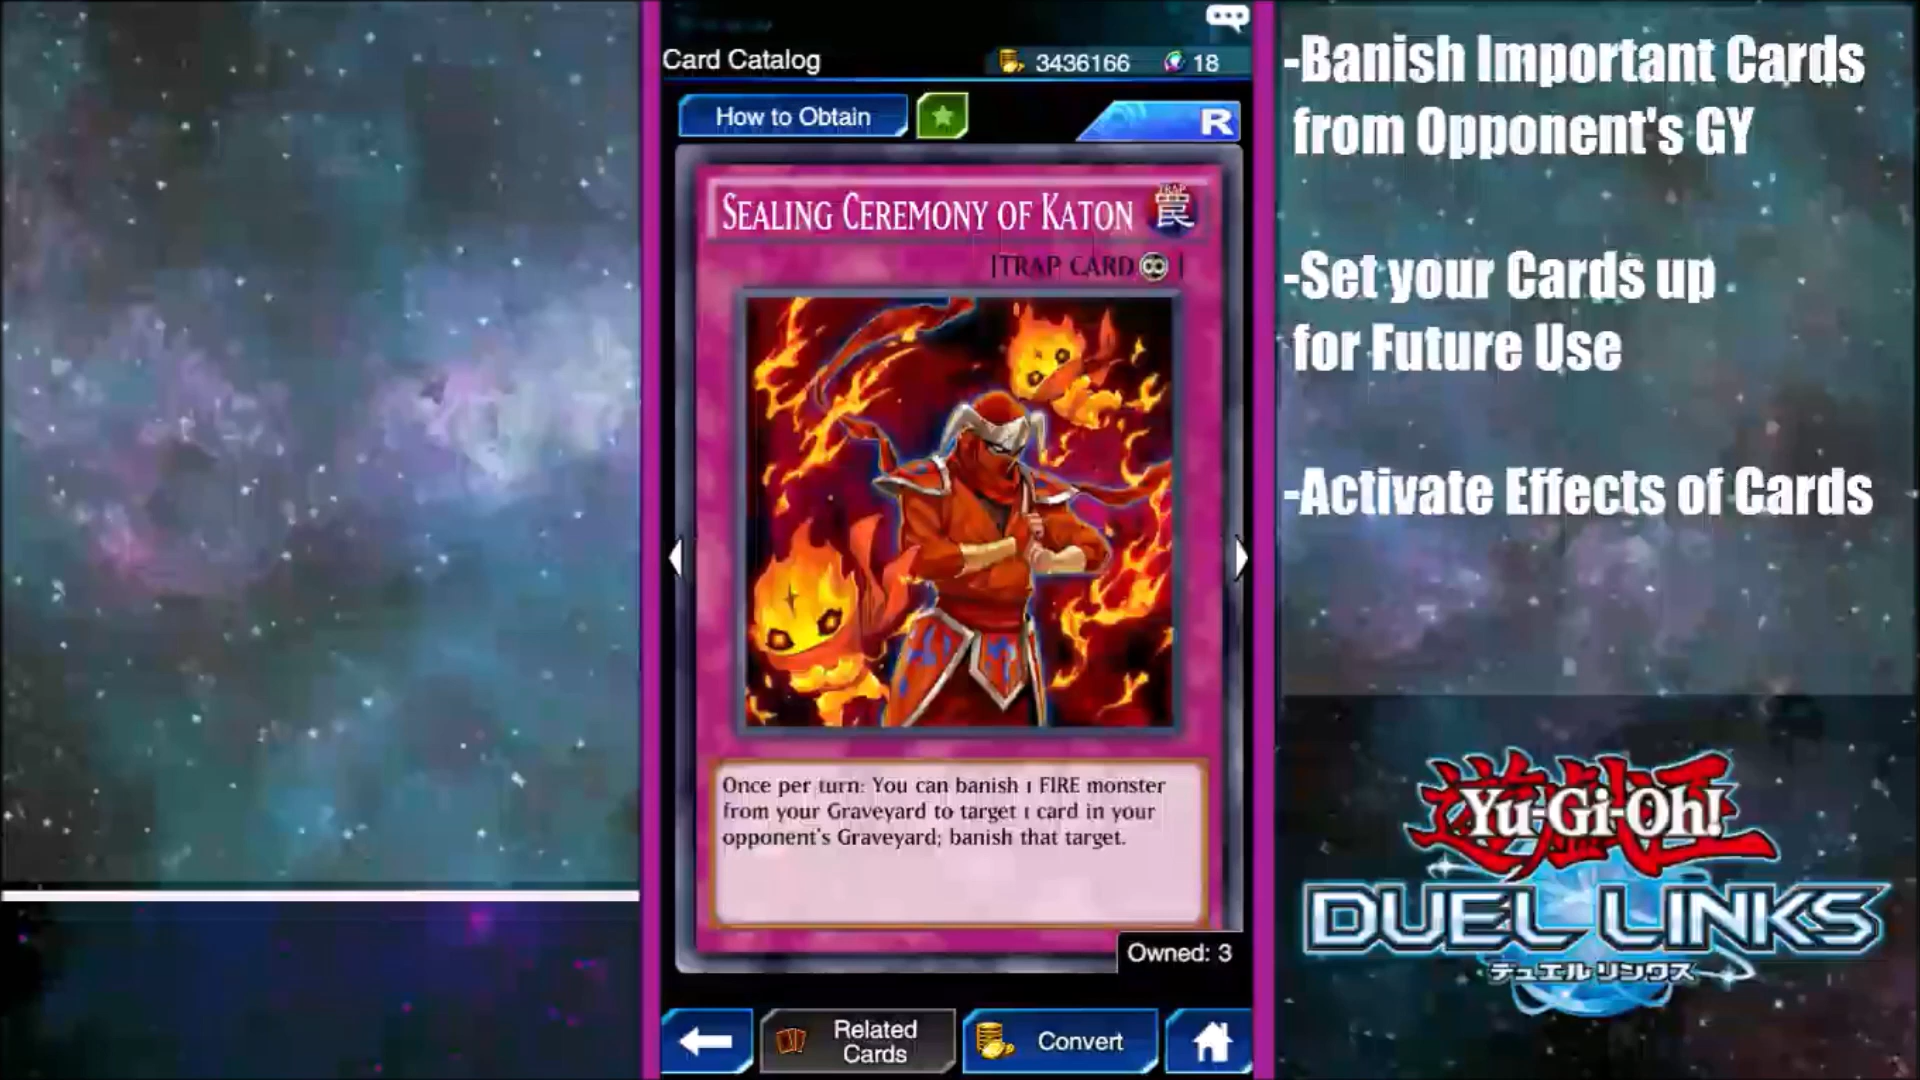 Card Catalog
3436166
18
How to Obtain
R
SEALING CEREMONY OF KATON
TRAP
罠
[TRAP CARD ]
Once per turn: You can banish 1 FIRE monster
from your Graveyard to target 1 card in your
opponent's Graveyard; banish that target.
Owned: 3
Related
Cards
Convert
-Banish Important Cards
from Opponent's GY
-Set your Cards up
for Future Use
-Activate Effects of Cards
遊戯王
Yu-Gi-Oh!
DUEL LINKS
デュエル リンクス